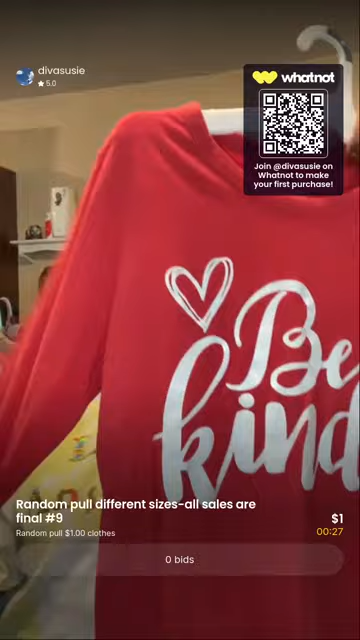 divasusie
★ 5.0
whatnot
Join @divasusie on
Whatnot to make
your first purchase!
Be
kind
Random pull different sizes-all sales are
final #9
$1
Random pull $1.00 clothes
00:27
0 bids